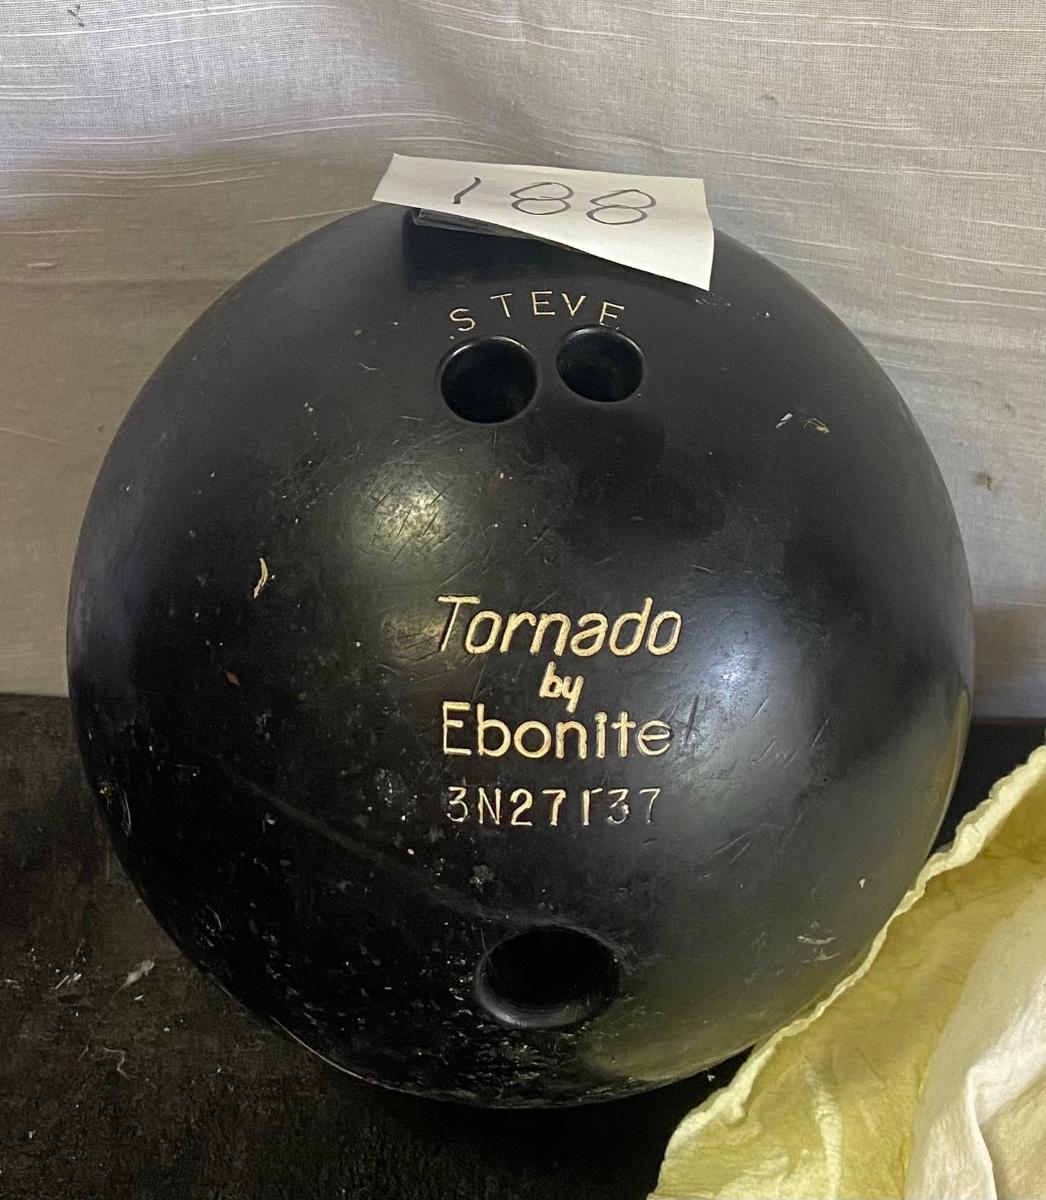 188
STEVE
Tornado
by
Ebonite
3N27137